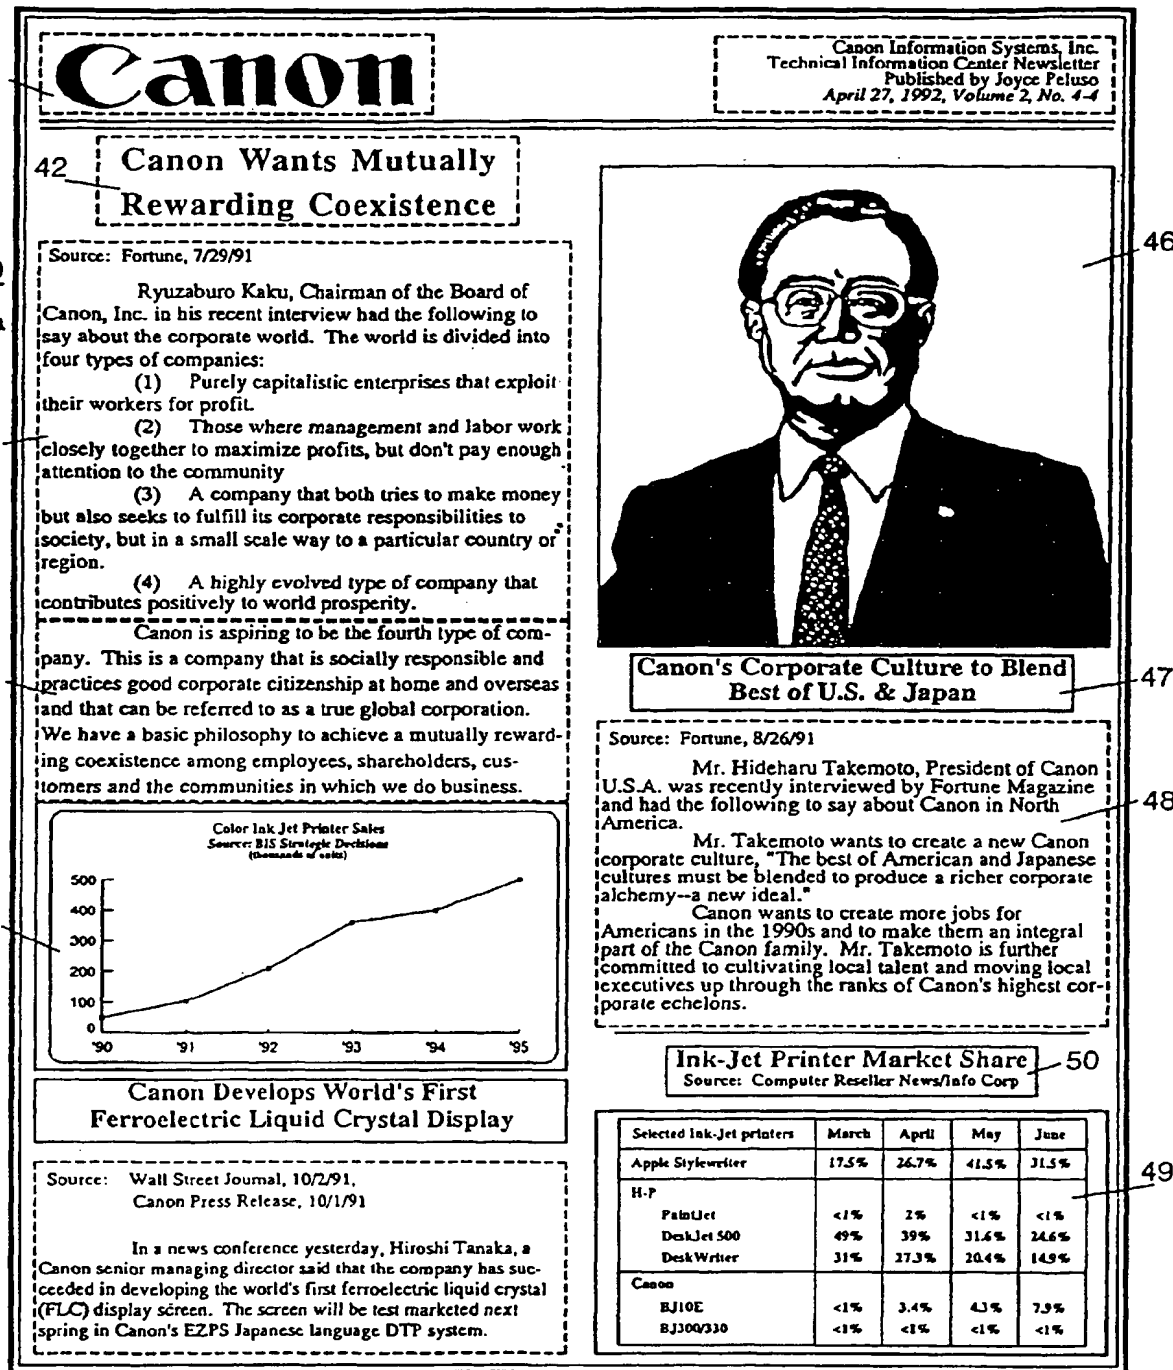 Canon
Canon Information Systems, Inc.
Technical Information Center Newsletter
Published by Joyce Peluso
April 27, 1992, Volume 2, No. 4-4
42
Canon Wants Mutually
Rewarding Coexistence
Source: Fortune, 7/29/91
Ryuzaburo Kaku, Chairman of the Board of
Canon, Inc. in his recent interview had the following to
say about the corporate world. The world is divided into
four types of companies:
(1) Purely capitalistic enterprises that exploit
their workers for profit.
(2) Those where management and labor work
closely together to maximize profits, but don't pay enough
attention to the community
(3) A company that both tries to make money
but also seeks to fulfill its corporate responsibilities to
society, but in a small scale way to a particular country or
region.
(4) A highly evolved type of company that
contributes positively to world prosperity.
Canon is aspiring to be the fourth type of com-
pany. This is a company that is socially responsible and
practices good corporate citizenship at home and overseas
and that can be referred to as a true global corporation.
We have a basic philosophy to achieve a mutually reward-
ing coexistence among employees, shareholders, cus-
tomers and the communities in which we do business.
Color Ink Jet Printer Sales
Source: BIS Strategic Decisions
(thousands of units)
500
400
300
200
100
0
'90 '91 '92 '93 '94 '95
Canon Develops World's First
Ferroelectric Liquid Crystal Display
Source: Wall Street Journal, 10/2/91,
Canon Press Release, 10/1/91
In a news conference yesterday, Hiroshi Tanaka, a
Canon senior managing director said that the company has suc-
ceeded in developing the world's first ferroelectric liquid crystal
(FLC) display screen. The screen will be test marketed next
spring in Canon's EZPS Japanese language DTP system.
46
Canon's Corporate Culture to Blend
Best of U.S. & Japan
47
Source: Fortune, 8/26/91
Mr. Hideharu Takemoto, President of Canon
U.S.A. was recently interviewed by Fortune Magazine
and had the following to say about Canon in North
America.
48
Mr. Takemoto wants to create a new Canon
corporate culture, "The best of American and Japanese
cultures must be blended to produce a richer corporate
alchemy--a new ideal."
Canon wants to create more jobs for
Americans in the 1990s and to make them an integral
part of the Canon family. Mr. Takemoto is further
committed to cultivating local talent and moving local
executives up through the ranks of Canon's highest cor-
porate echelons.
Ink-Jet Printer Market Share
Source: Computer Reseller News/Info Corp
50
Selected Ink-Jet printers March April May June
Apple Stylewriter 17.5% 26.7% 41.5% 31.5%
H-P
PaintJet <1% 2% <1% <1%
DeskJet 500 49% 39% 31.6% 24.6%
DeskWriter 31% 27.3% 20.4% 14.9%
Canon
BJ10E <1% 3.4% 4.3% 7.9%
BJ300/330 <1% <1% <1% <1%
49